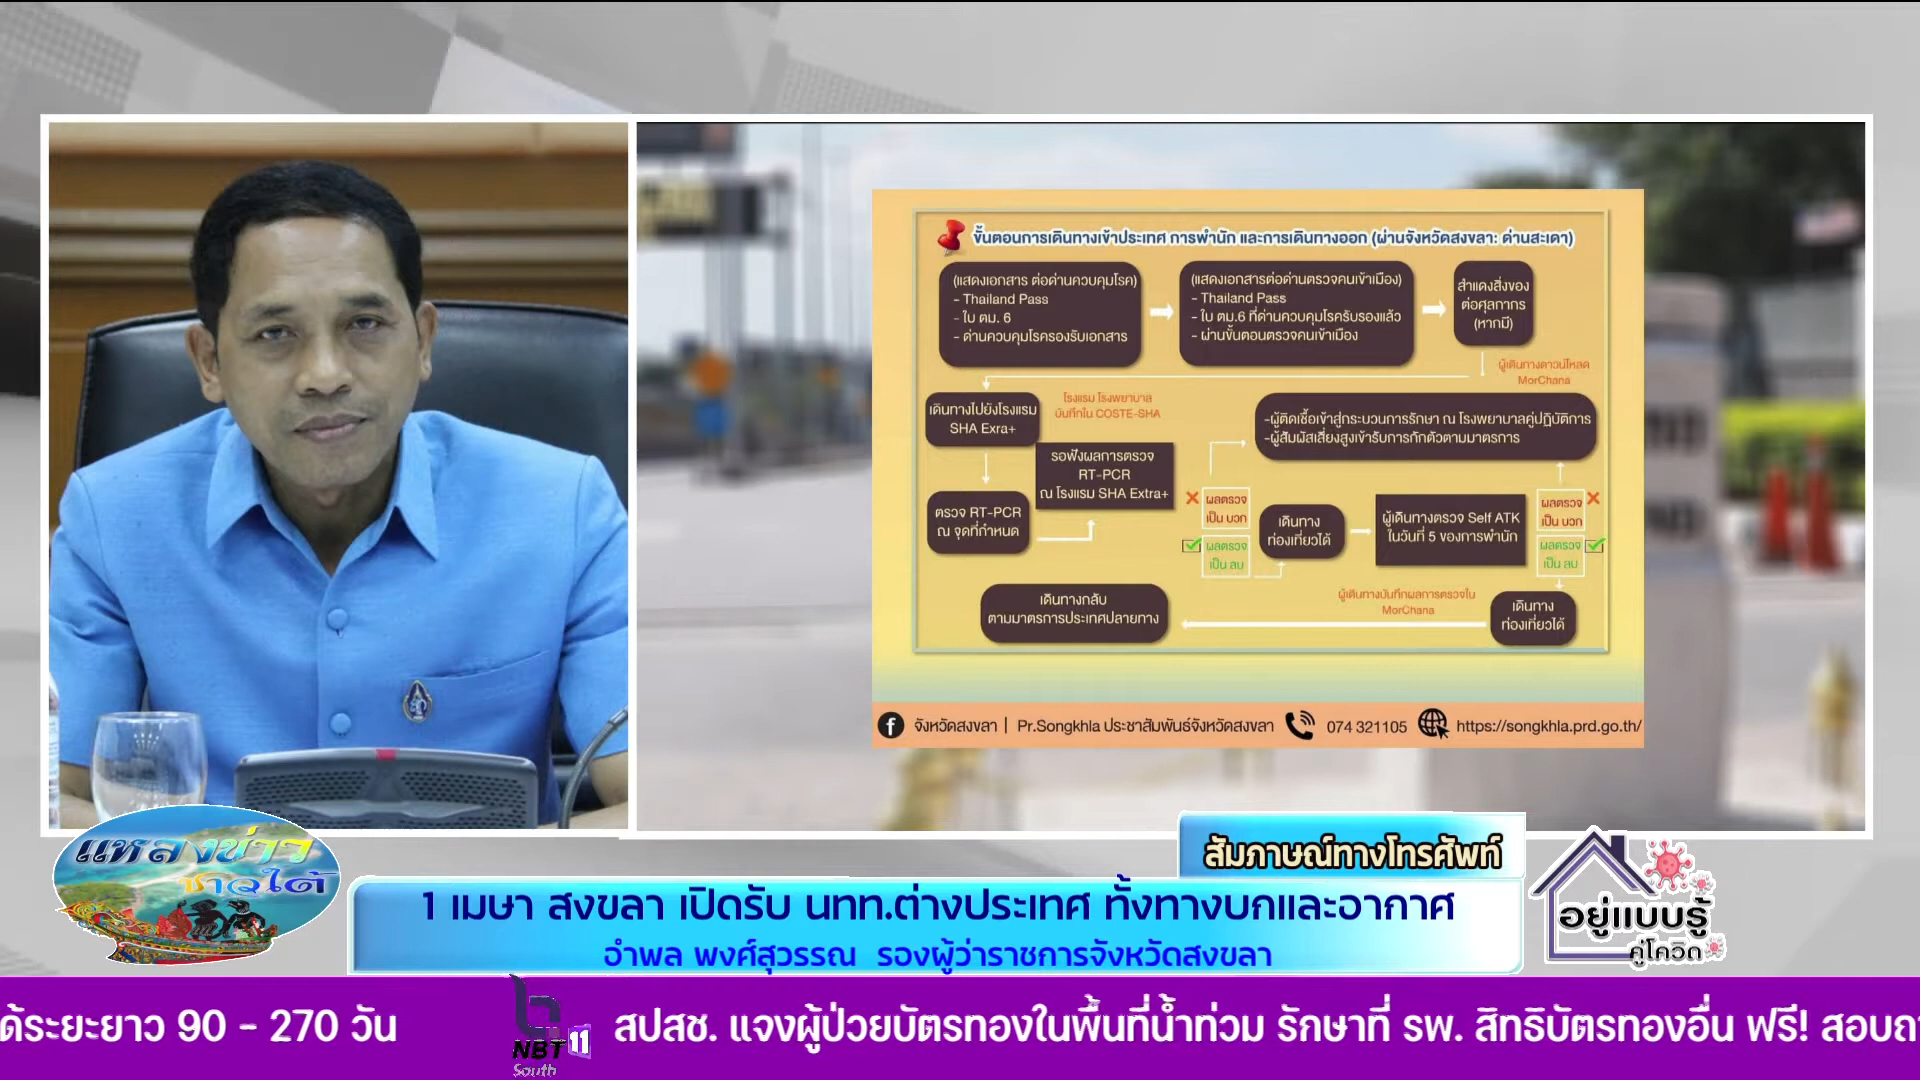 ขั้นตอนการเดินทางเข้าประเทศ การพำนัก และการเดินทางออก (ผ่านจังหวัดสงขลา: ด่านสะเดา)
(แสดงเอกสาร ต่อด่านควบคุมโรค)
- Thailand Pass
- ใบ ตม. 6
- ด่านควบคุมโรครองรับเอกสาร
(แสดงเอกสารต่อด่านตรวจคนเข้าเมือง)
- Thailand Pass
- ใบ ตม.6 ที่ด่านควบคุมโรครับรองแล้ว
- ผ่านขั้นตอนตรวจคนเข้าเมือง
สำแดงสิ่งของ
ต่อศุลกากร
(หากมี)
ผู้เดินทางดาวน์โหลด
MorChana
เดินทางไปยังโรงแรม
SHA Exra+
โรงแรม โรงพยาบาล
บันทึกใน COSTE-SHA
ตรวจ RT-PCR
ณ จุดที่กำหนด
รอฟังผลการตรวจ
RT-PCR
ณ โรงแรม SHA Extra+
ผลตรวจ
เป็น บวก
ผลตรวจ
เป็น ลบ
-ผู้ติดเชื้อเข้าสู่กระบวนการรักษา ณ โรงพยาบาลคู่ปฏิบัติการ
-ผู้สัมผัสเสี่ยงสูงเข้ารับการกักตัวตามมาตรการ
เดินทาง
ท่องเที่ยวได้
ผู้เดินทางตรวจ Self ATK
ในวันที่ 5 ของการพำนัก
ผลตรวจ
เป็น บวก
ผลตรวจ
เป็น ลบ
ผู้เดินทางบันทึกผลการตรวจใน
MorChana
เดินทาง
ท่องเที่ยวได้
เดินทางกลับ
ตามมาตรการประเทศปลายทาง
จังหวัดสงขลา | Pr.Songkhla ประชาสัมพันธ์จังหวัดสงขลา 074 321105 https://songkhla.prd.go.th/
แหลงข่าว
ชาวใต้
สัมภาษณ์ทางโทรศัพท์
1 เมษา สงขลา เปิดรับ นทท.ต่างประเทศ ทั้งทางบกและอากาศ
อำพล พงศ์สุวรรณ รองผู้ว่าราชการจังหวัดสงขลา
อยู่แบบรู้
คู่โควิด
ด้ระยะยาว 90 - 270 วัน
NBT 11
South
สปสช. แจงผู้ป่วยบัตรทองในพื้นที่น้ำท่วม รักษาที่ รพ. สิทธิบัตรทองอื่น ฟรี! สอบถา